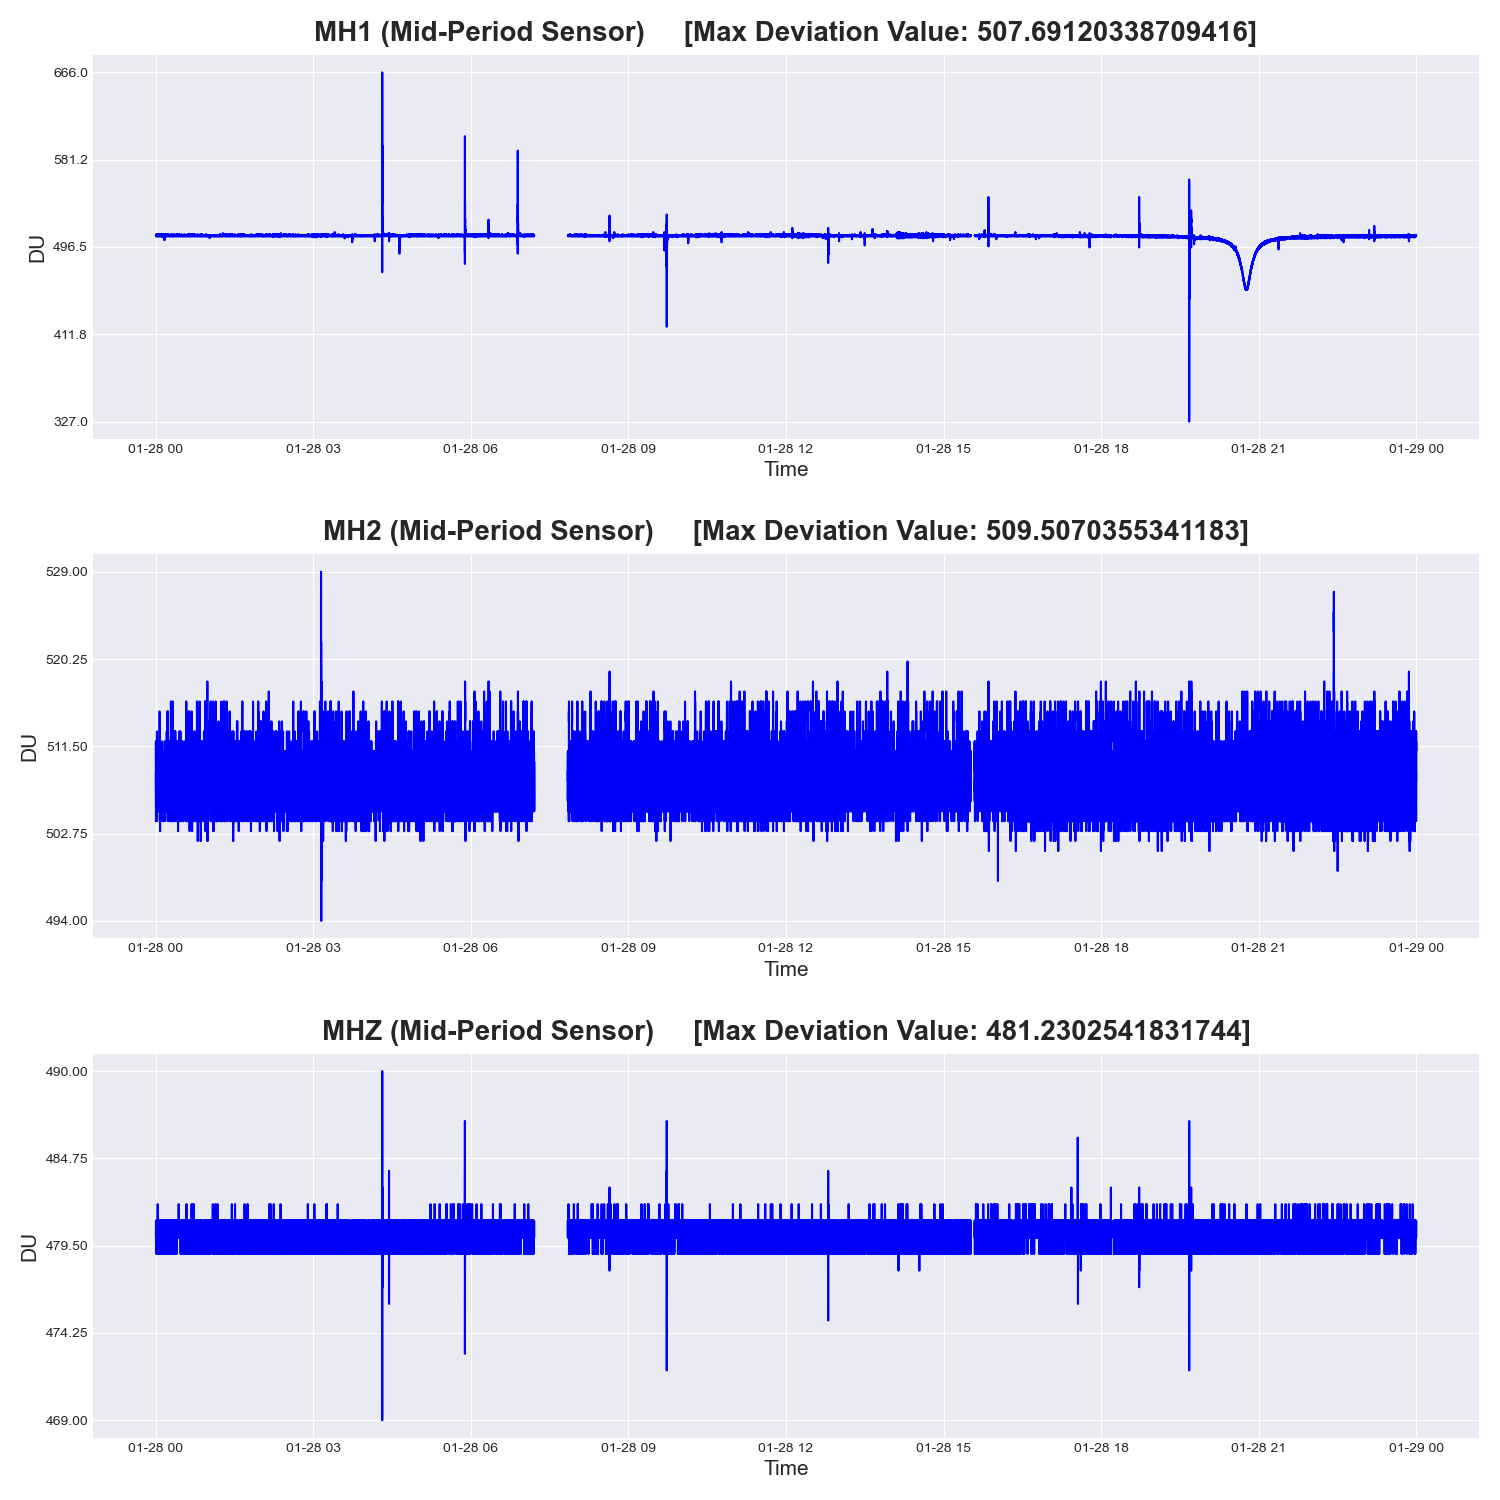 MH1 (Mid-Period Sensor) [Max Deviation Value: 507.69120338709416]
666.0
581.2
496.5
411.8
327.0
DU
01-28 00 01-28 03 01-28 06 01-28 09 01-28 12 01-28 15 01-28 18 01-28 21 01-29 00
Time
MH2 (Mid-Period Sensor) [Max Deviation Value: 509.5070355341183]
529.00
520.25
511.50
502.75
494.00
DU
01-28 00 01-28 03 01-28 06 01-28 09 01-28 12 01-28 15 01-28 18 01-28 21 01-29 00
Time
MHZ (Mid-Period Sensor) [Max Deviation Value: 481.2302541831744]
490.00
484.75
479.50
474.25
469.00
DU
01-28 00 01-28 03 01-28 06 01-28 09 01-28 12 01-28 15 01-28 18 01-28 21 01-29 00
Time